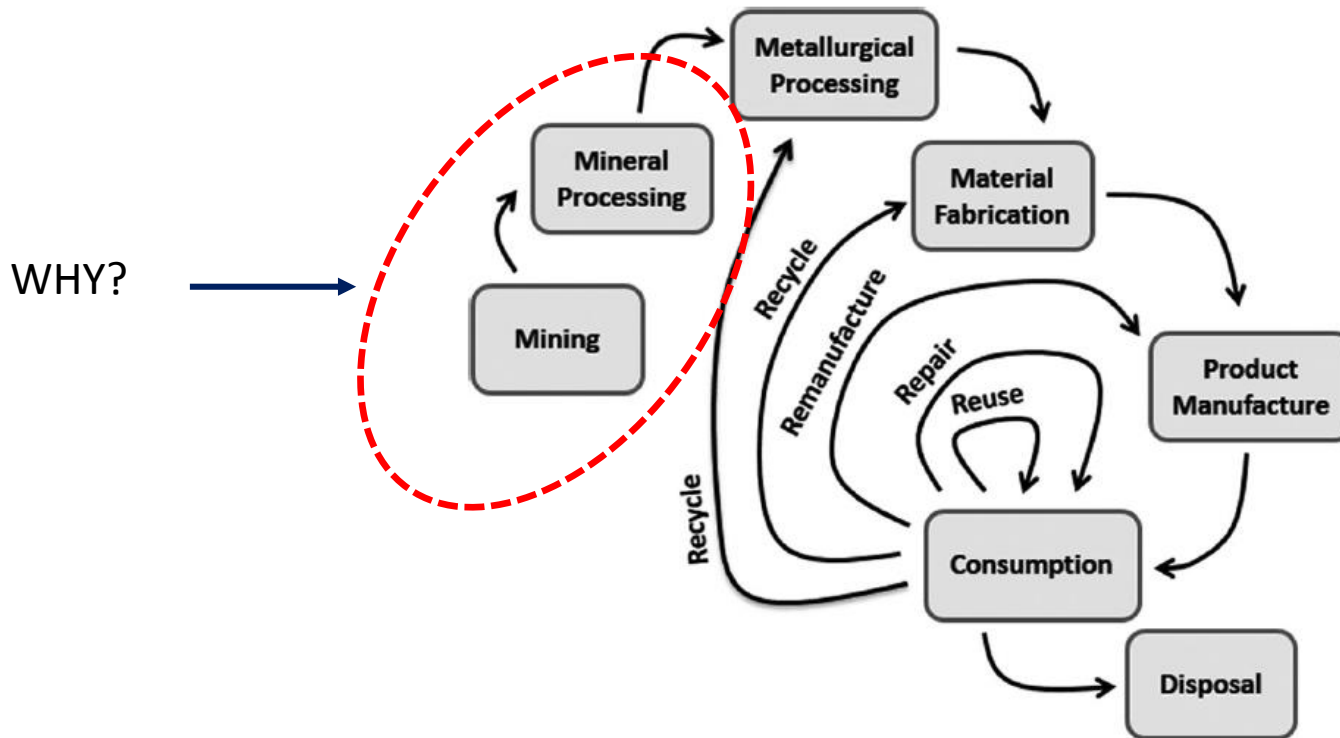 Metallurgical
Processing
Mineral
Processing
Material
Fabrication
WHY?
Mining
Recycle
Remanufacture
Repair
Reuse
Product
Manufacture
Recycle
Consumption
Disposal